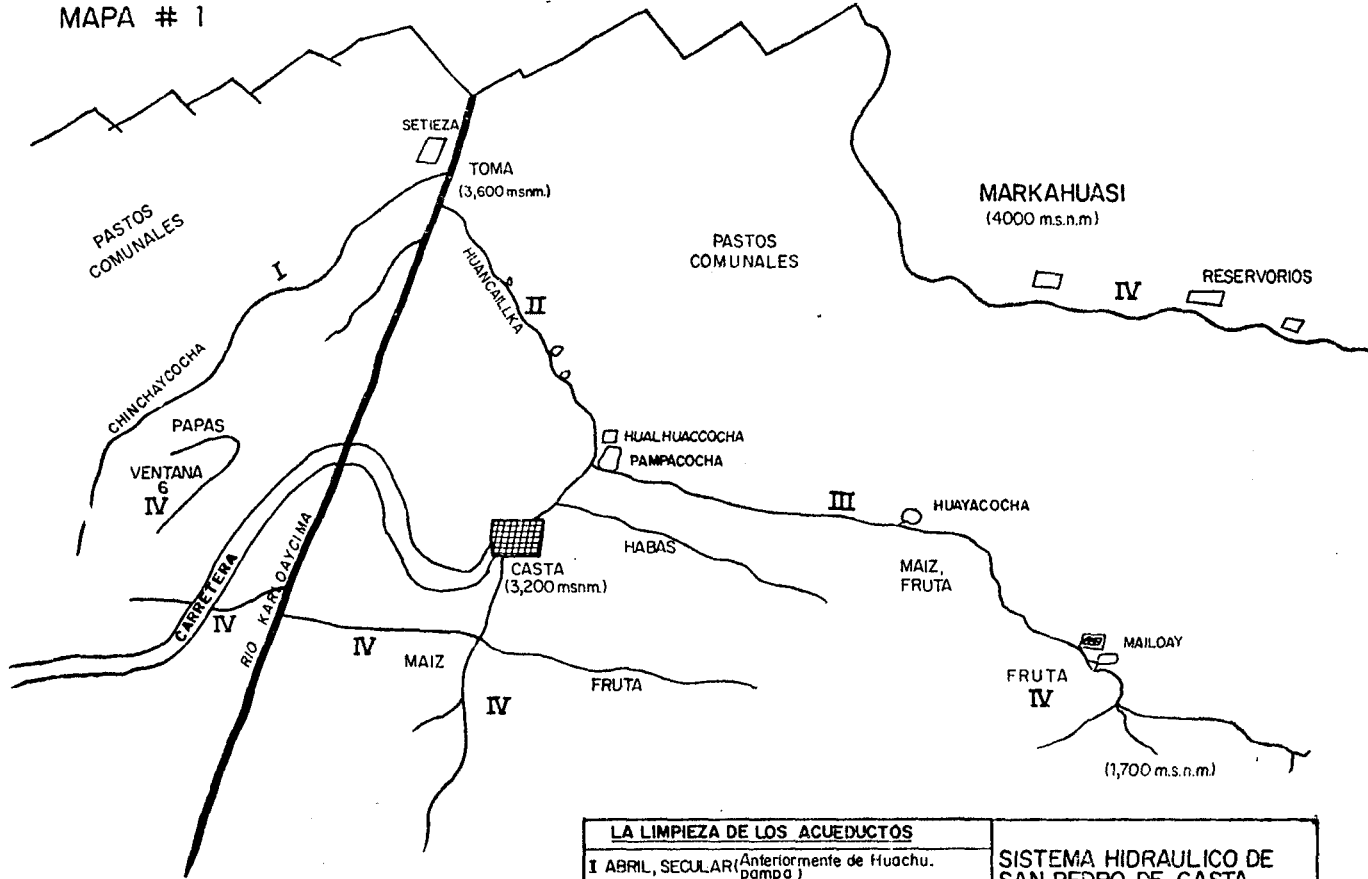 MAPA # 1
SETIEZA
TOMA
(3,600 msnm.)
PASTOS
COMUNALES
I
HUANCAILLKA
II
PASTOS
COMUNALES
MARKAHUASI
(4000 m.s.n.m)
IV
RESERVORIOS
CHINCHAYCOCHA
PAPAS
VENTANA
6
IV
HUALHUACCOCHA
PAMPACOCHA
III
HUAYACOCHA
HABAS
MAIZ,
FRUTA
CASTA
(3,200 msnm.)
CARRETERA
RIO KARLOAYCIMA
IV
IV
MAIZ
FRUTA
IV
MAILOAY
FRUTA
IV
(1,700 m.s.n.m.)
LA LIMPIEZA DE LOS ACUEDUCTOS
I ABRIL, SECULAR (Anteriormente de Huachu.
pampa)
SISTEMA HIDRAULICO DE
SAN PEDRO DE CASTA